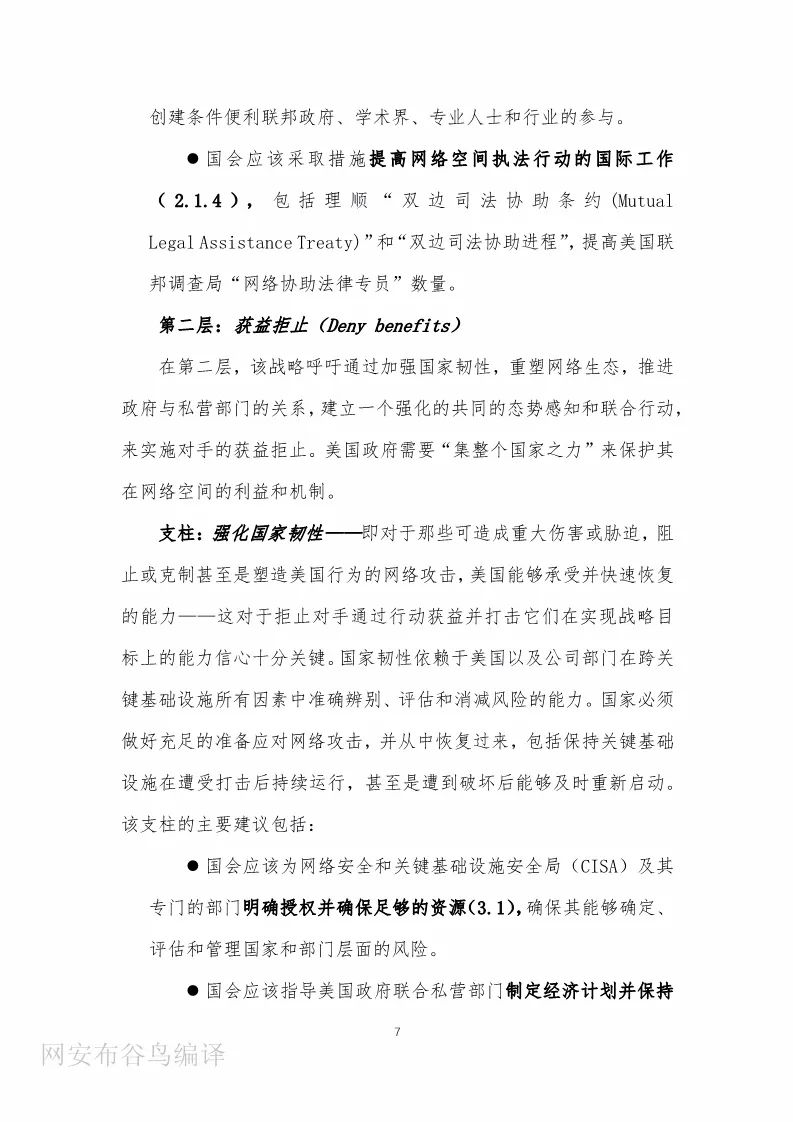 创建条件便利联邦政府、学术界、专业人士和行业的参与。
●国会应该采取措施提高网络空间执法行动的国际工作
（2.1.4），包括理顺“双边司法协助条约(Mutual
Legal Assistance Treaty)”和“双边司法协助进程”，提高美国联
邦调查局“网络协助法律专员”数量。
第二层：获益拒止（Deny benefits）
在第二层，该战略呼吁通过加强国家韧性，重塑网络生态，推进
政府与私营部门的关系，建立一个强化的共同的态势感知和联合行动，
来实施对手的获益拒止。美国政府需要“集整个国家之力”来保护其
在网络空间的利益和机制。
支柱：强化国家韧性——即对于那些可造成重大伤害或胁迫，阻
止或克制甚至是塑造美国行为的网络攻击，美国能够承受并快速恢复
的能力——这对于拒止对手通过行动获益并打击它们在实现战略目
标上的能力信心十分关键。国家韧性依赖于美国以及公司部门在跨关
键基础设施所有因素中准确辨别、评估和消减风险的能力。国家必须
做好充足的准备应对网络攻击，并从中恢复过来，包括保持关键基础
设施在遭受打击后持续运行，甚至是遭到破坏后能够及时重新启动。
该支柱的主要建议包括：
●国会应该为网络安全和关键基础设施安全局（CISA）及其
专门的部门明确授权并确保足够的资源(3.1)，确保其能够确定、
评估和管理国家和部门层面的风险。
●国会应该指导美国政府联合私营部门制定经济计划并保持
7
网安布谷鸟编译